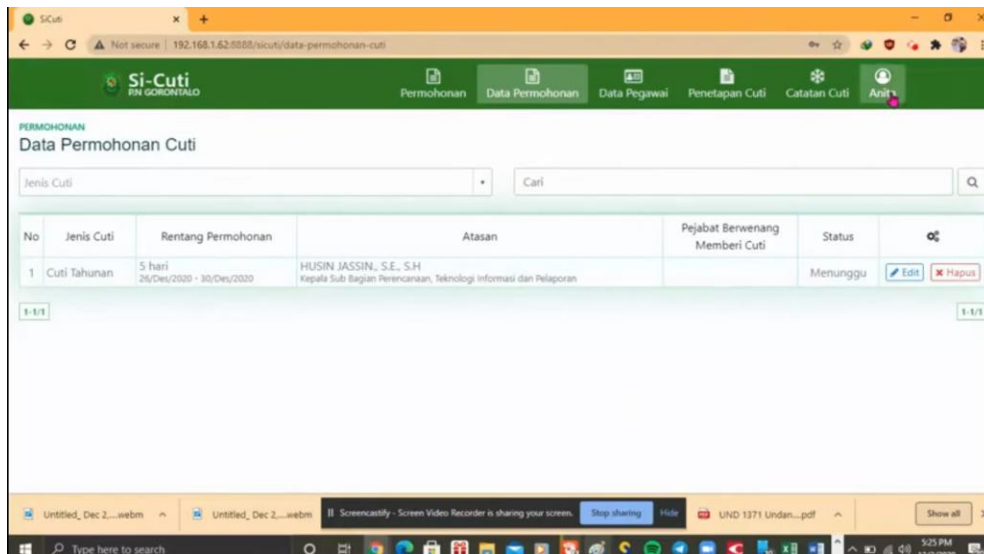 SiCuti
Not secure | 192.168.1.62:8888/sicuti/data-permohonan-cuti
Si-Cuti
PN GORONTALO
Permohonan
Data Permohonan
Data Pegawai
Penetapan Cuti
Catatan Cuti
Anita
PERMOHONAN
Data Permohonan Cuti
Jenis Cuti
Cari
No
Jenis Cuti
Rentang Permohonan
Atasan
Pejabat Berwenang
Memberi Cuti
Status
1
Cuti Tahunan
5 hari
26/Des/2020 - 30/Des/2020
HUSIN JASSIN., S.E., S.H
Kepala Sub Bagian Perencanaan, Teknologi Informasi dan Pelaporan
Menunggu
Edit
Hapus
1-1/1
1-1/1
Untitled_ Dec 2,....webm
Untitled_ Dec 2,....webm
Screencastify - Screen Video Recorder is sharing your screen.
Stop sharing
Hide
UND 1371 Undan....pdf
Show all
Type here to search
5:25 PM